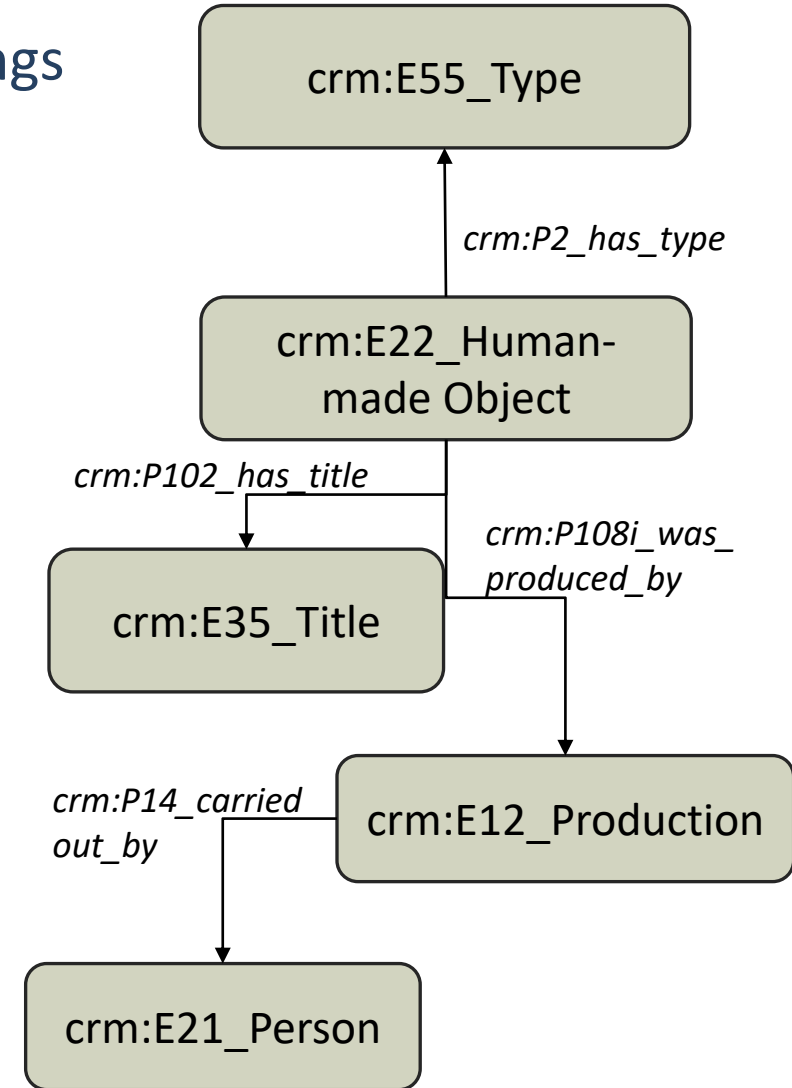 ngs
crm:E55_Type
crm:P2_has_type
crm:E22_Human-
made Object
crm:P102_has_title
crm:P108i_was_
produced_by
crm:E35_Title
crm:P14_carried
out_by
crm:E12_Production
crm:E21_Person